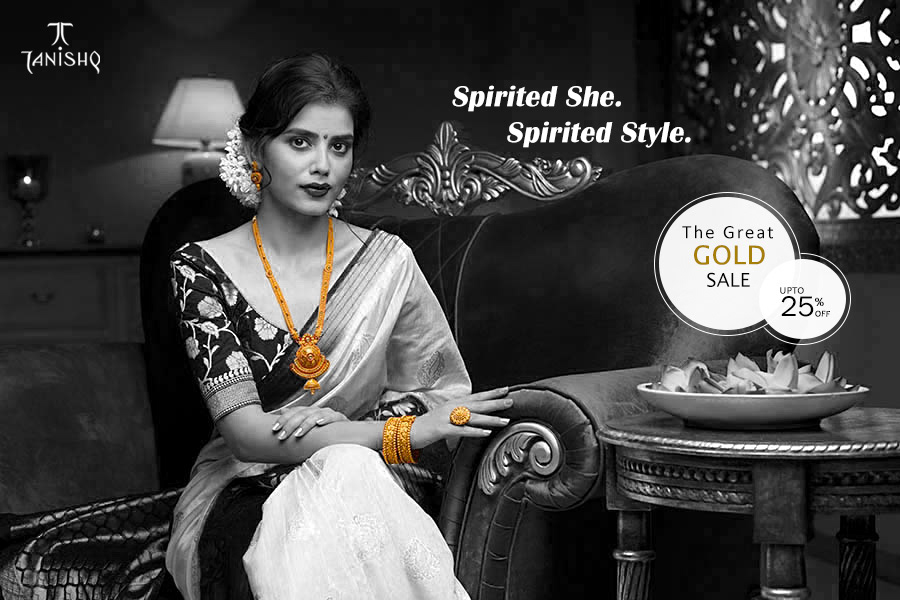 TANISHQ
Spirited She.
Spirited Style.
The Great
GOLD
SALE
UPTO
25% OFF